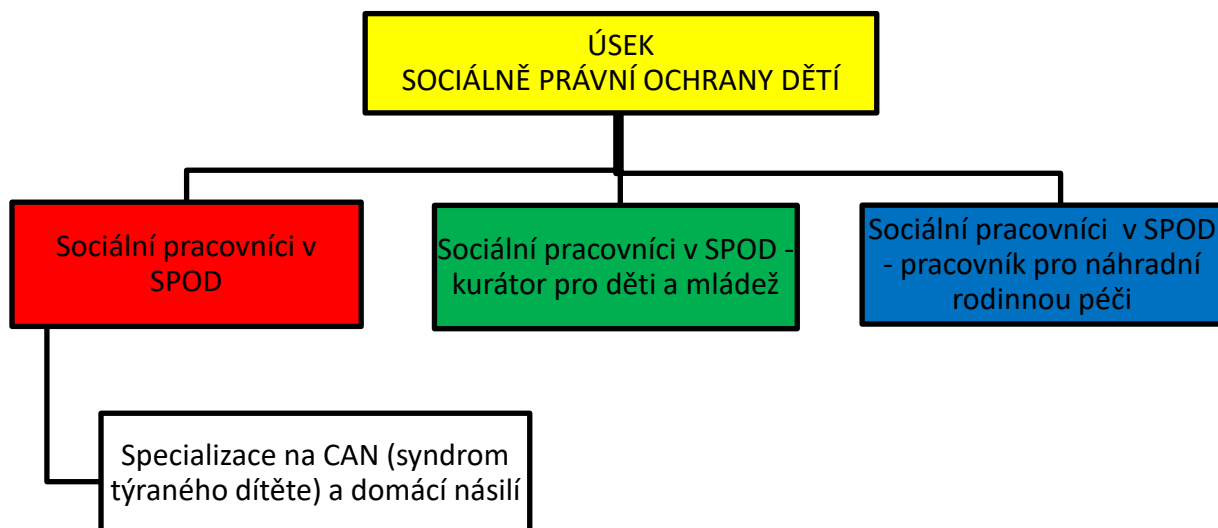 ÚSEK
SOCIÁLNĚ PRÁVNÍ OCHRANY DĚTÍ
Sociální pracovníci v
SPOD
Sociální pracovníci v SPOD -
kurátor pro děti a mládež
Sociální pracovníci v SPOD
- pracovník pro náhradní
rodinnou péči
Specializace na CAN (syndrom
týraného dítěte) a domácí násilí